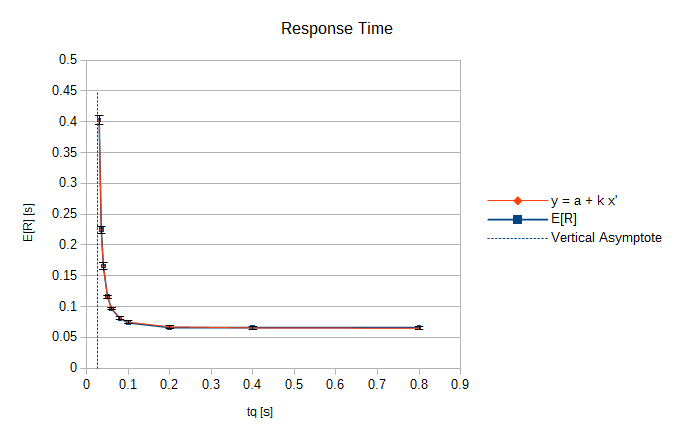 Response Time
0.5
0.45
0.4
0.35
0.3
0.25
0.2
0.15
0.1
0.05
0
E[R] [s]
0 0.1 0.2 0.3 0.4 0.5 0.6 0.7 0.8 0.9
tq [s]
y = a + k x'
E[R]
Vertical Asymptote